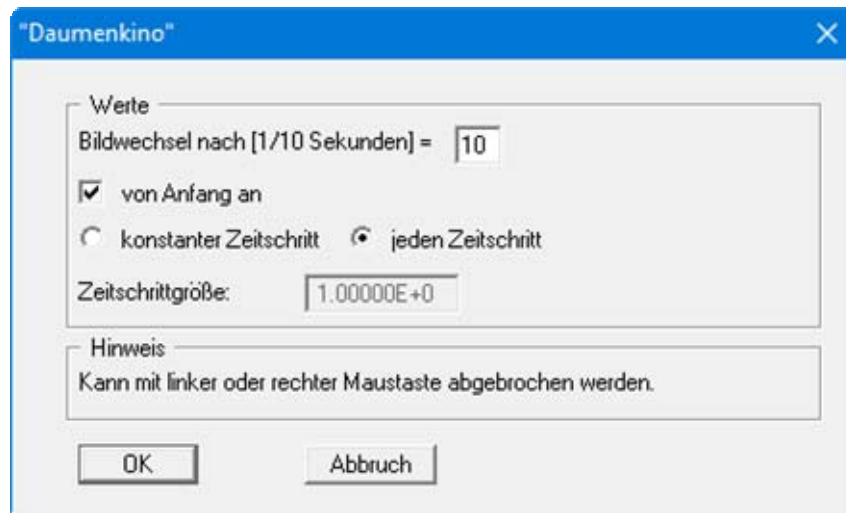 "Daumenkino"
Werte
Bildwechsel nach [1/10 Sekunden] = 10
von Anfang an
konstanter Zeitschritt jeden Zeitschritt
Zeitschrittgröße: 1.00000E+0
Hinweis
Kann mit linker oder rechter Maustaste abgebrochen werden.
OK Abbruch